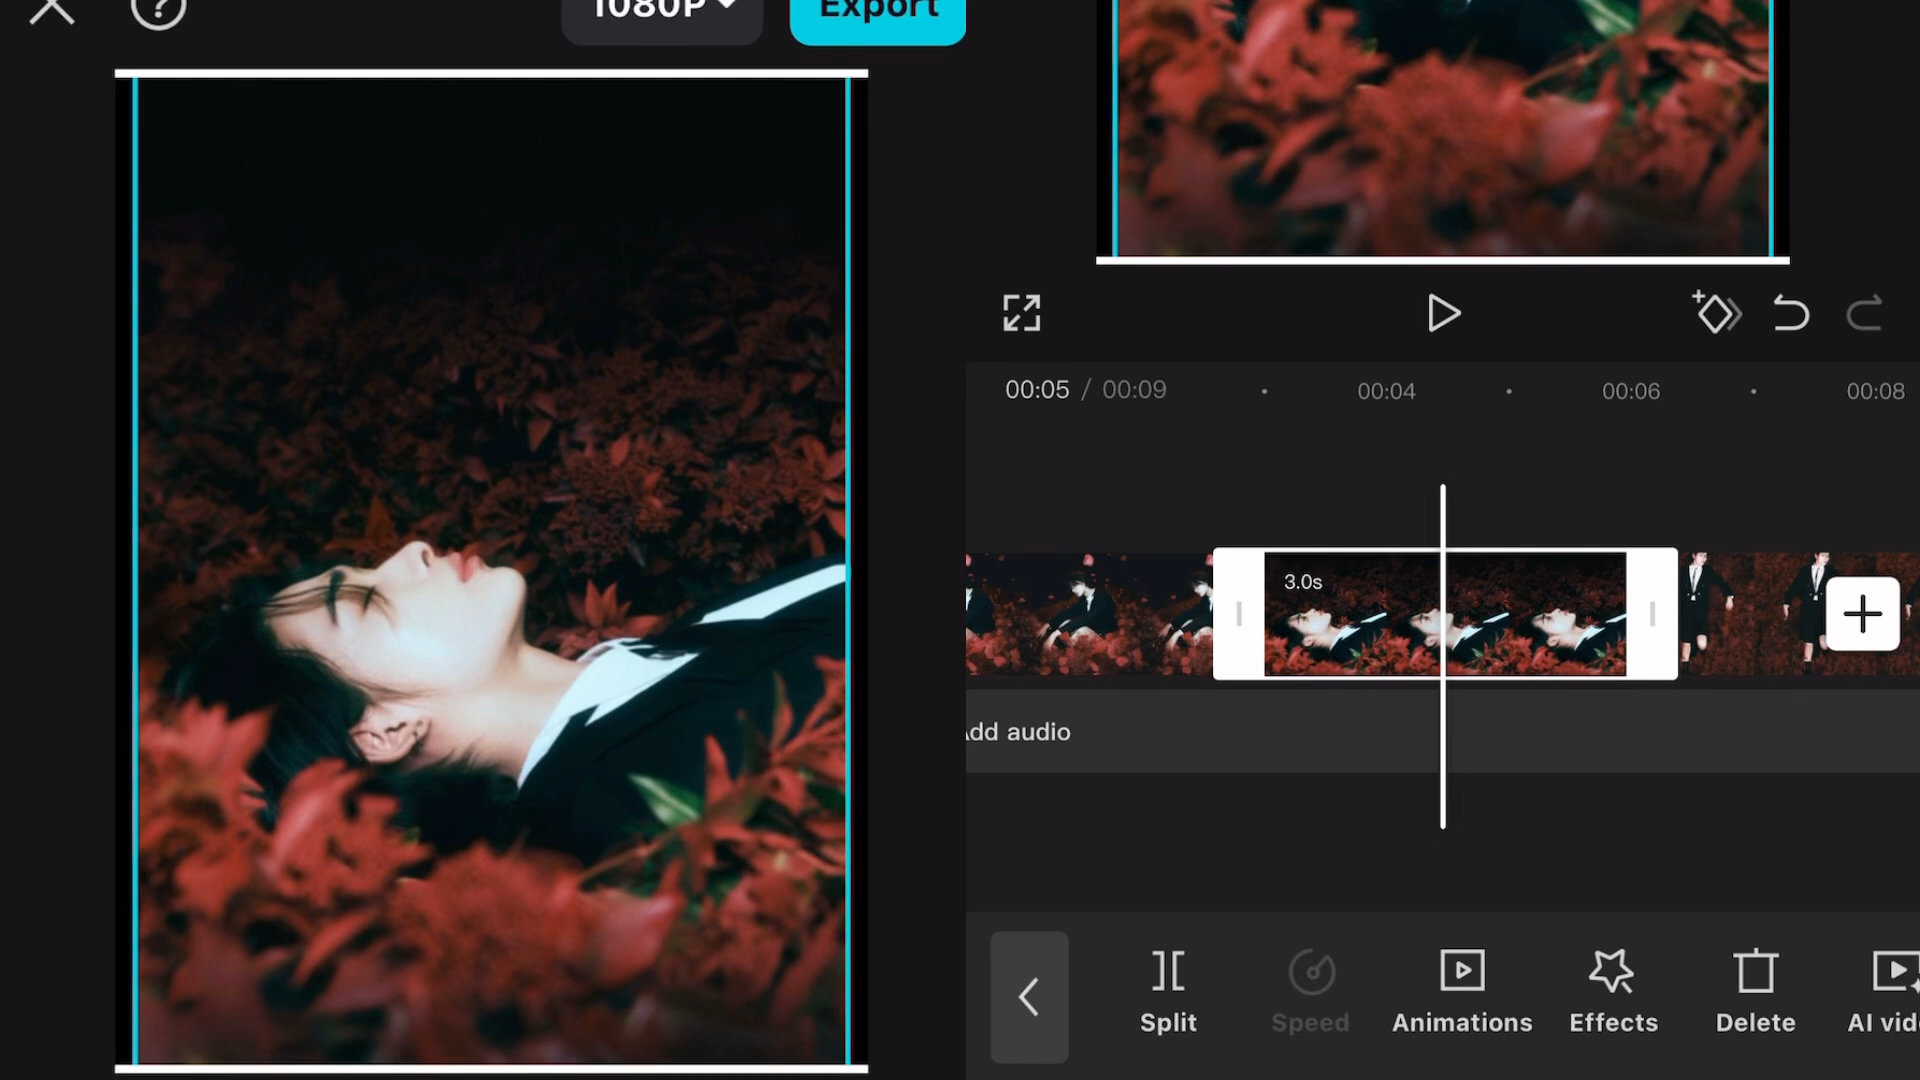 1080P
Export
00:05 / 00:09
00:04
00:06
00:08
3.0s
dd audio
Split
Speed
Animations
Effects
Delete
AI vid